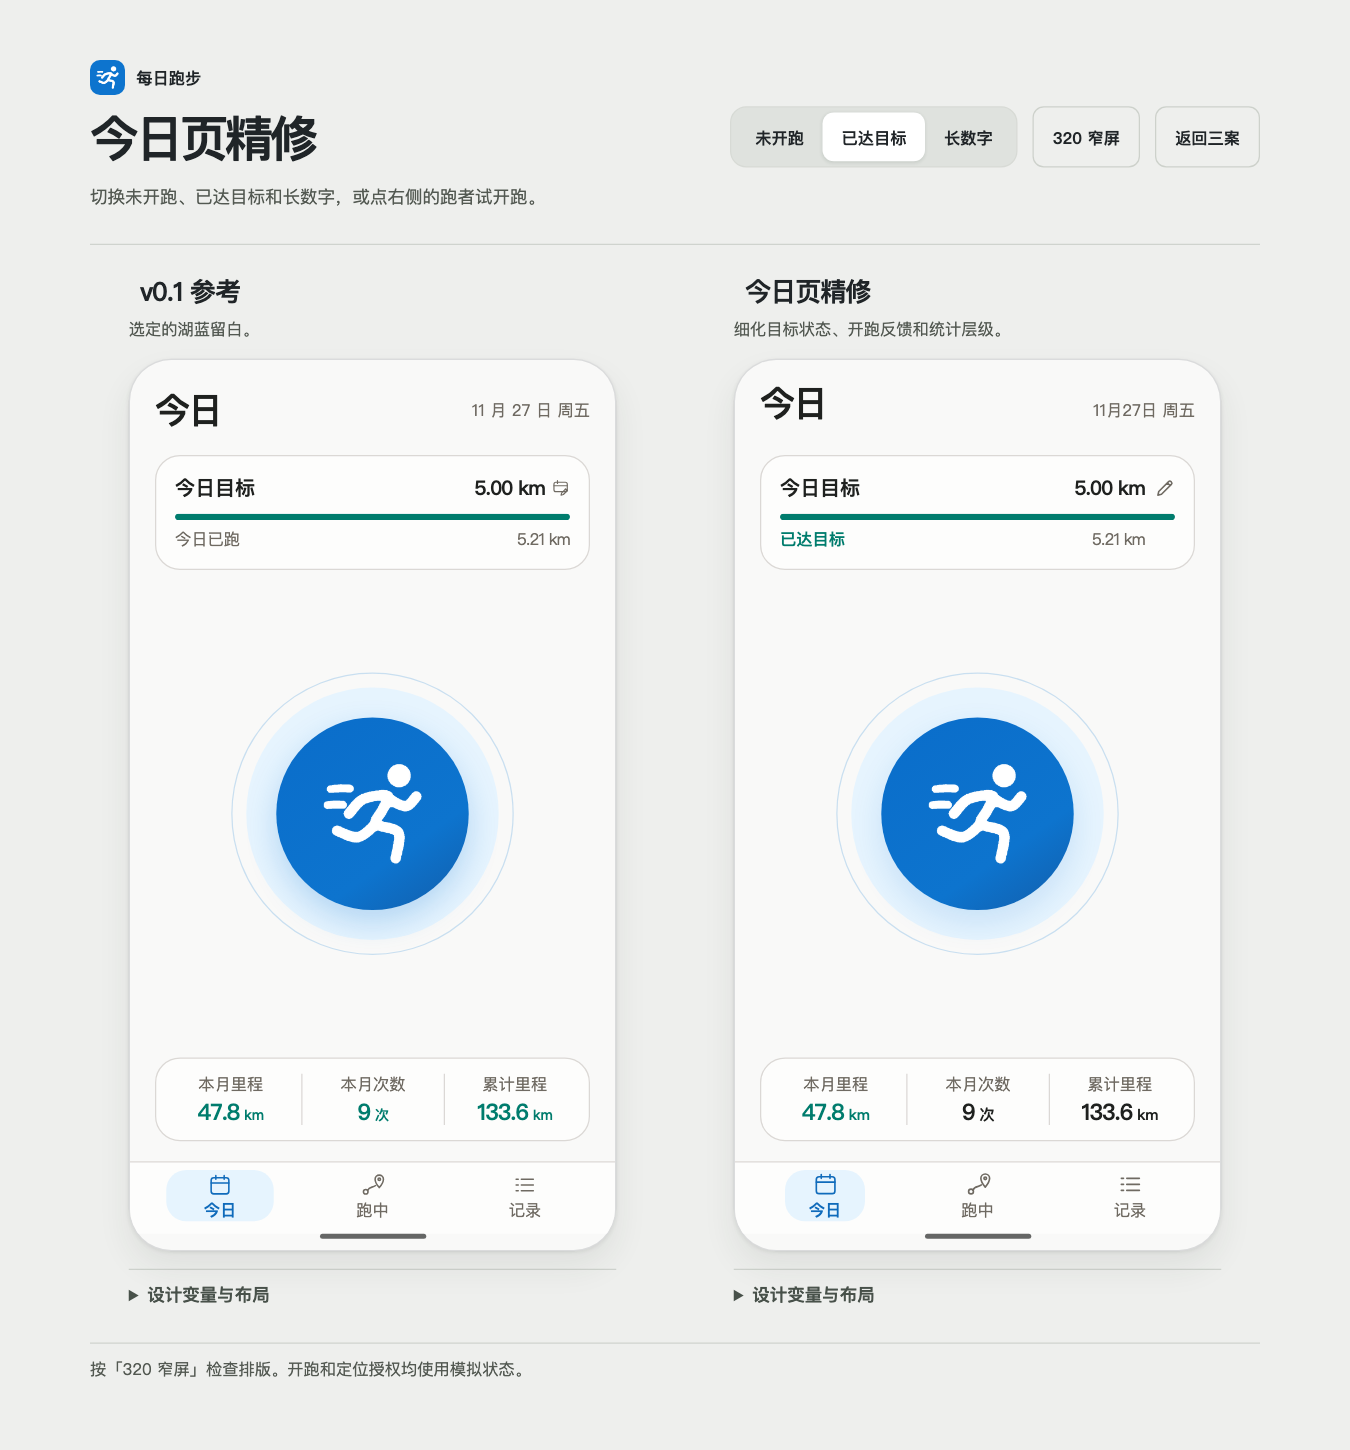 每日跑步
今日页精修
未开跑 已达目标 长数字 320 窄屏 返回三案
切换未开跑、已达目标和长数字，或点右侧的跑者试开跑。
v0.1 参考
选定的湖蓝留白。
今日
11 月 27 日 周五
今日目标 5.00 km
今日已跑 5.21 km
本月里程 本月次数 累计里程
47.8 km 9 次 133.6 km
今日 跑中 记录
▶ 设计变量与布局
今日页精修
细化目标状态、开跑反馈和统计层级。
今日
11月27日 周五
今日目标 5.00 km
已达目标 5.21 km
本月里程 本月次数 累计里程
47.8 km 9 次 133.6 km
今日 跑中 记录
▶ 设计变量与布局
按「320 窄屏」检查排版。开跑和定位授权均使用模拟状态。